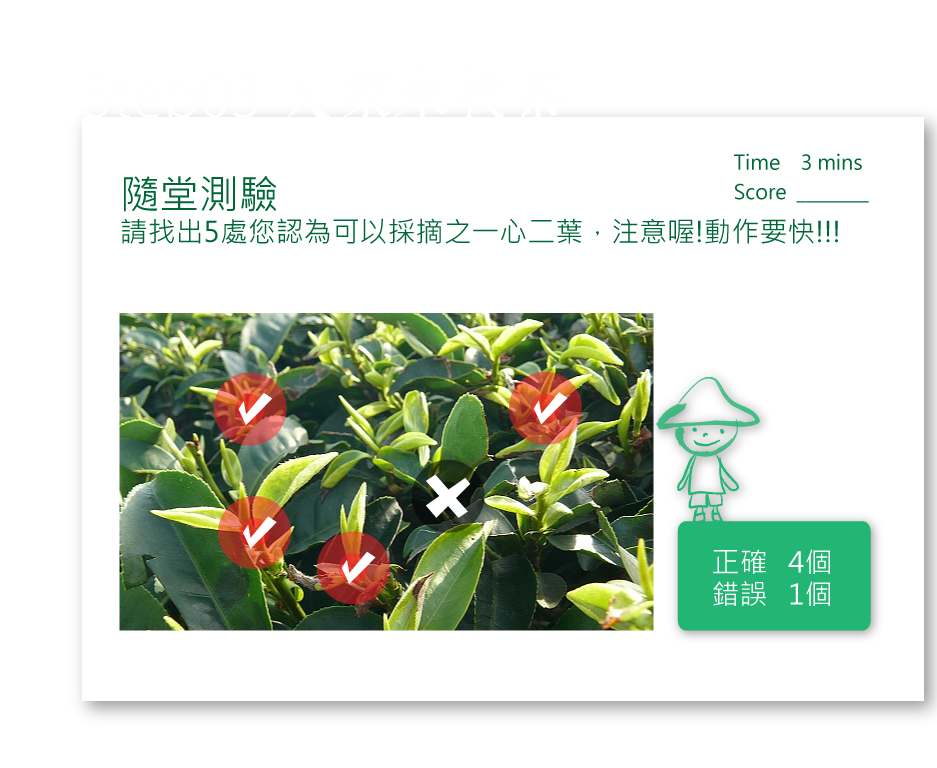 Time 3 mins
Score _______
隨堂測驗
請找出5處您認為可以採摘之一心二葉，注意喔!動作要快!!!
正確 4個
錯誤 1個